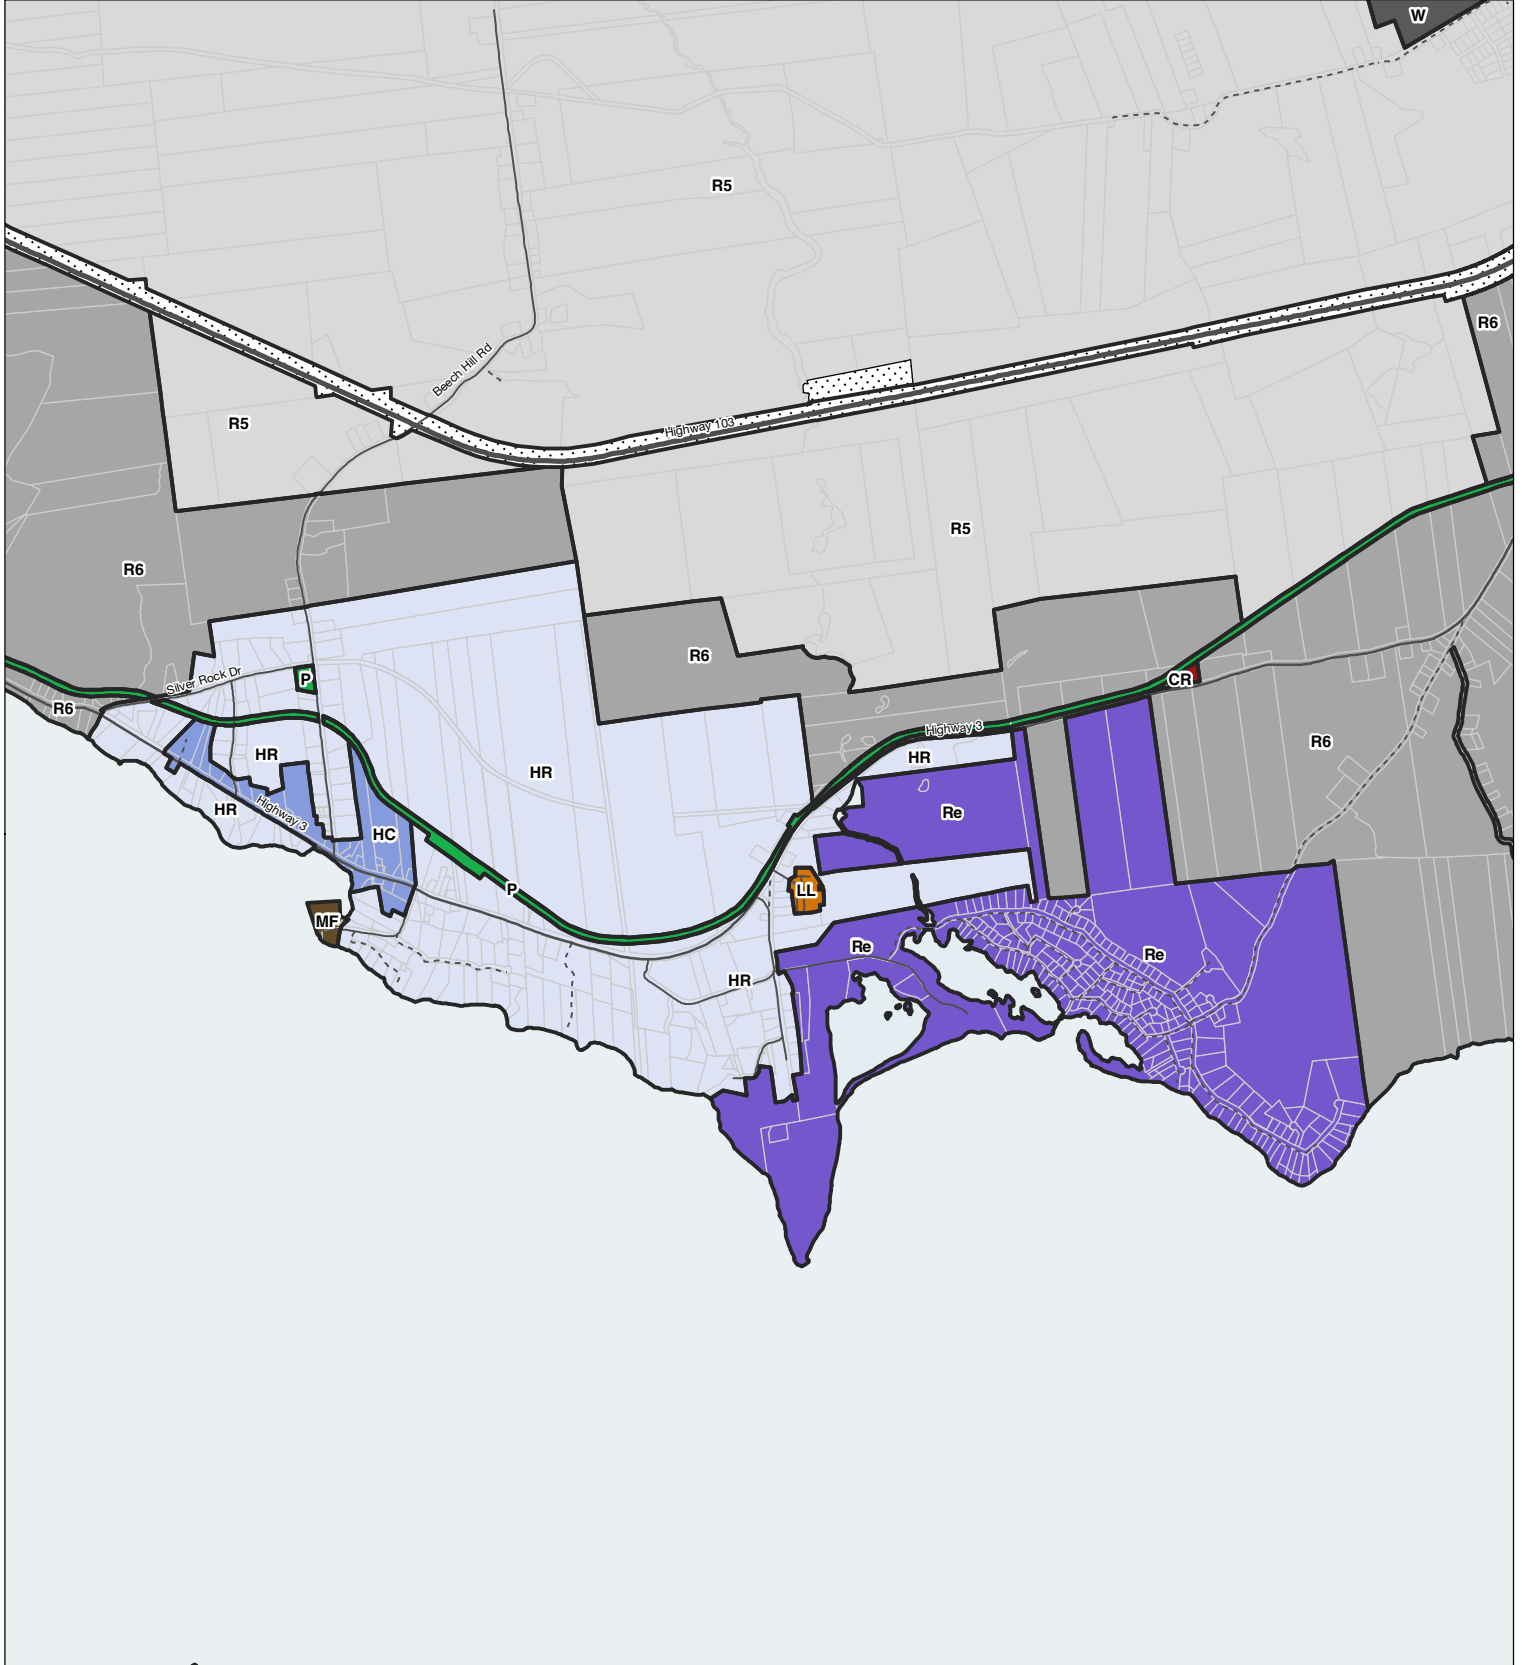 W
R5
R6
Beech Hill Rd
R5
Highway 103
R5
R6
R6
P
CR
Silver Rock Dr
R6
Highway 3
R6
HR
HR
HR
HR
Highway 3
Re
HC
P
LL
MF
Re
Re
HR